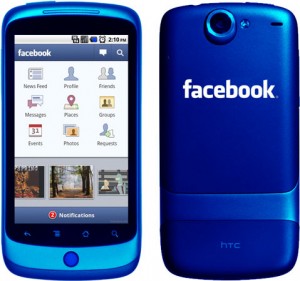 2:10 PM
facebook
News Feed Profile Friends
Messages Places Groups
31
Events Photos Requests
2 Notifications
facebook.
hTC